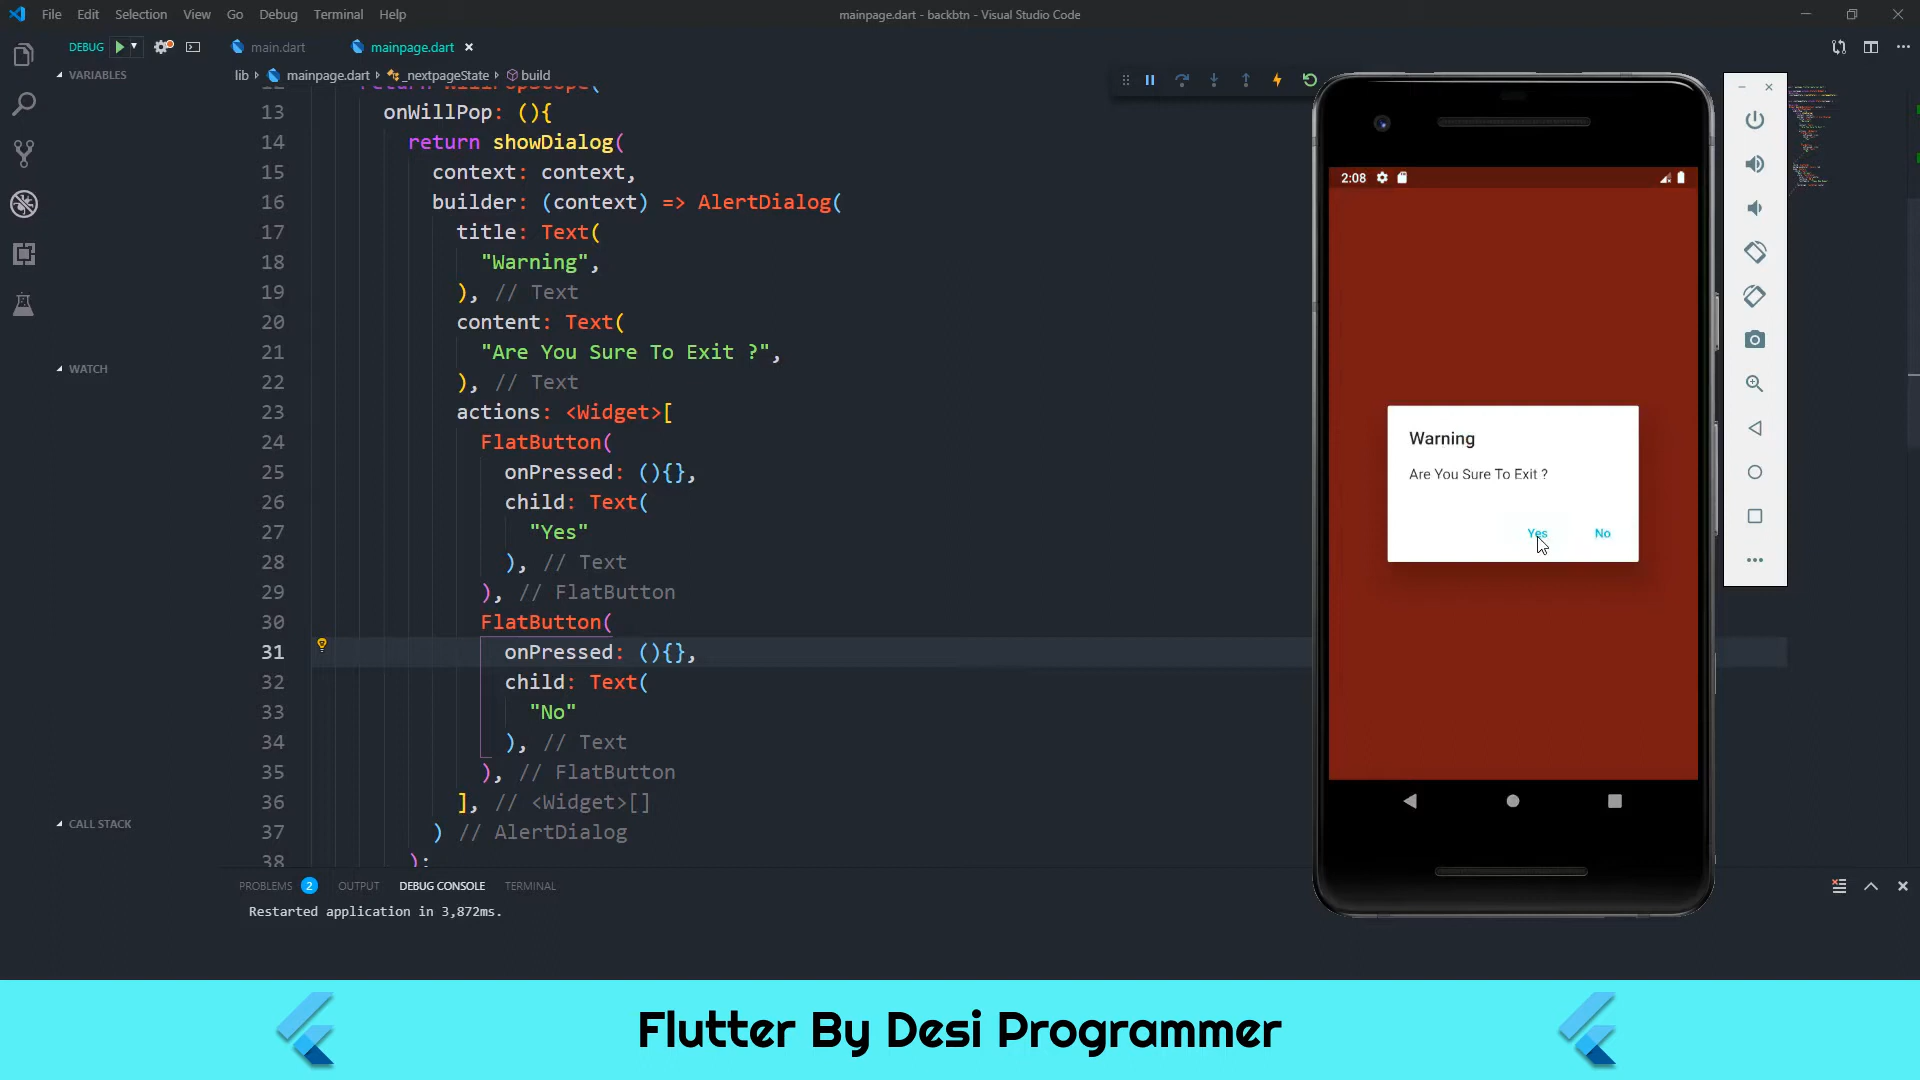 File Edit Selection View Go Debug Terminal Help
mainpage.dart - backbtn - Visual Studio Code
DEBUG
main.dart
mainpage.dart
VARIABLES
lib mainpage.dart _nextpageState build
13 onWillPop: (){
14 return showDialog(
15 context: context,
16 builder: (context) => AlertDialog(
17 title: Text(
18 "Warning",
19 ), // Text
20 content: Text(
21 "Are You Sure To Exit ?",
22 ), // Text
23 actions: <Widget>[
24 FlatButton(
25 onPressed: (){},
26 child: Text(
27 "Yes"
28 ), // Text
29 ), // FlatButton
30 FlatButton(
31 onPressed: (){},
32 child: Text(
33 "No"
34 ), // Text
35 ), // FlatButton
36 ], // <Widget>[]
37 ) // AlertDialog
38 );
WATCH
CALL STACK
2:08
Warning
Are You Sure To Exit ?
Yes No
PROBLEMS 2 OUTPUT DEBUG CONSOLE TERMINAL
Restarted application in 3,872ms.
Flutter By Desi Programmer